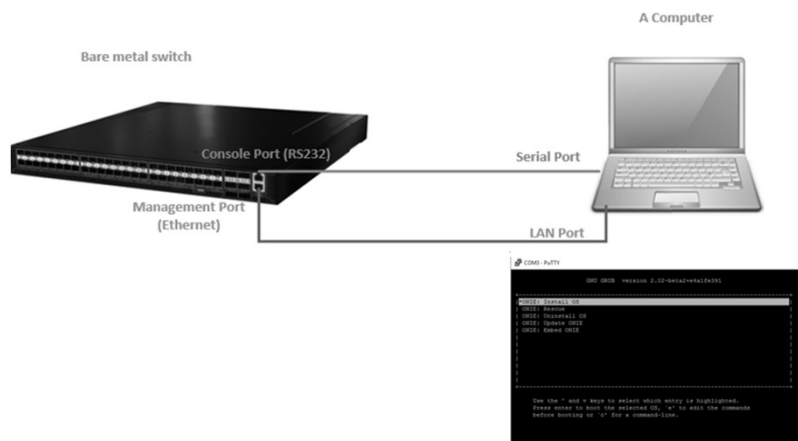 A Computer
Bare metal switch
Console Port (RS232)
Serial Port
Management Port
(Ethernet)
LAN Port
COM3 - PuTTY
GNU GRUB version 2.02~beta2+e4a1fe391
*ONIE: Install OS
ONIE: Rescue
ONIE: Uninstall OS
ONIE: Update ONIE
ONIE: Embed ONIE
Use the ^ and v keys to select which entry is highlighted.
Press enter to boot the selected OS, `e' to edit the commands
before booting or `c' for a command-line.